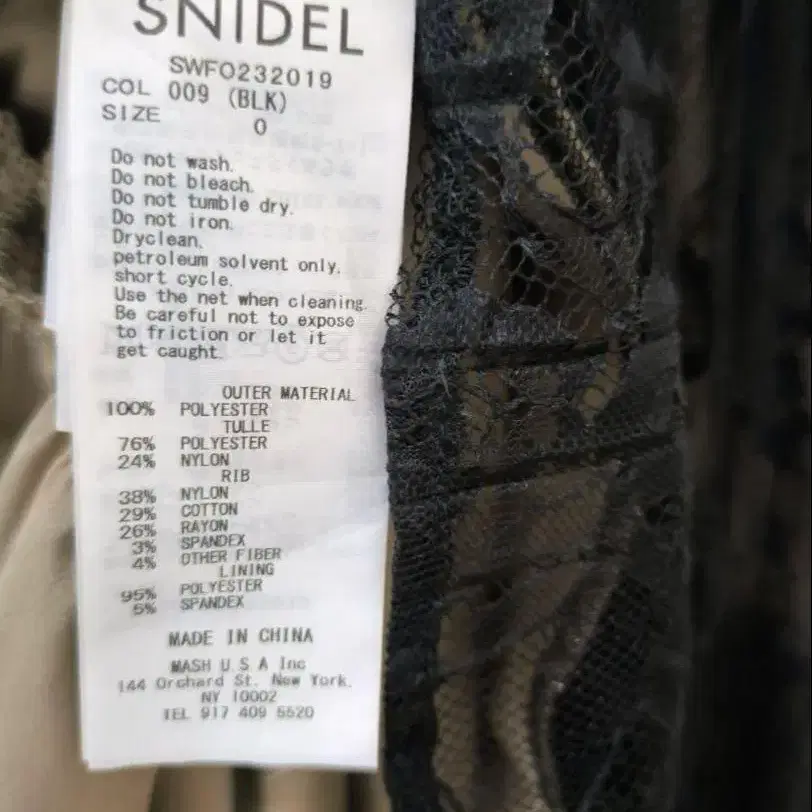 SNIDEL
SWFO232019
COL 009 (BLK)
SIZE 0
Do not wash.
Do not bleach.
Do not tumble dry.
Do not iron.
Dryclean.
petroleum solvent only.
short cycle.
Use the net when cleaning.
Be careful not to expose
to friction or let it
get caught.
OUTER MATERIAL
100% POLYESTER
TULLE
76% POLYESTER
24% NYLON
RIB
38% NYLON
29% COTTON
26% RAYON
3% SPANDEX
4% OTHER FIBER
LINING
95% POLYESTER
5% SPANDEX
MADE IN CHINA
MASH U.S.A Inc
144 Orchard St. New York.
NY 10002
TEL 917 409 5520